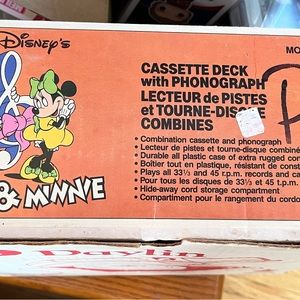 Disney's
MO
CASSETTE DECK
with PHONOGRAPH
LECTEUR de PISTES
et TOURNE-DISQUE
COMBINES
& MINNIE
• Combination cassette and phonograph
• Lecteur de pistes et tourne-disque combiné
• Durable all plastic case of extra rugged con
• Boîtier tout en plastique, résistant de const
• Plays all 33⅓ and 45 r.p.m. records and ca
• Pour tous les disques de 33⅓ et 45 r.p.m.
• Hide-away cord storage compartment
• Compartiment pour le rangement du cordo
Daylin